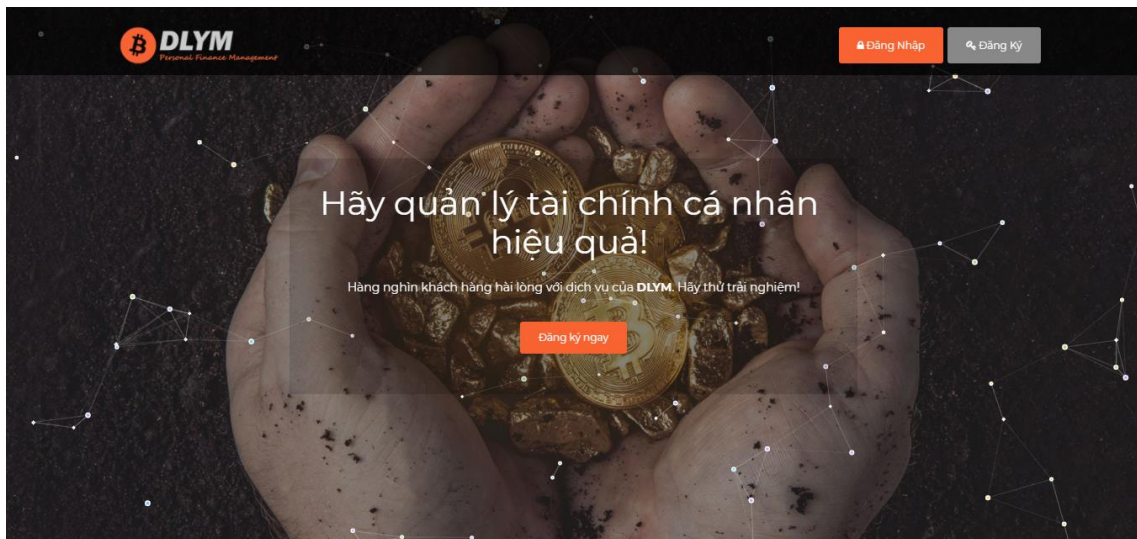 DLYM
Personal Finance Management
Đăng Nhập
Đăng Ký
Hãy quản lý tài chính cá nhân
hiệu quả!
Hàng nghìn khách hàng hài lòng với dịch vụ của DLYM. Hãy thử trải nghiệm!
Đăng ký ngay